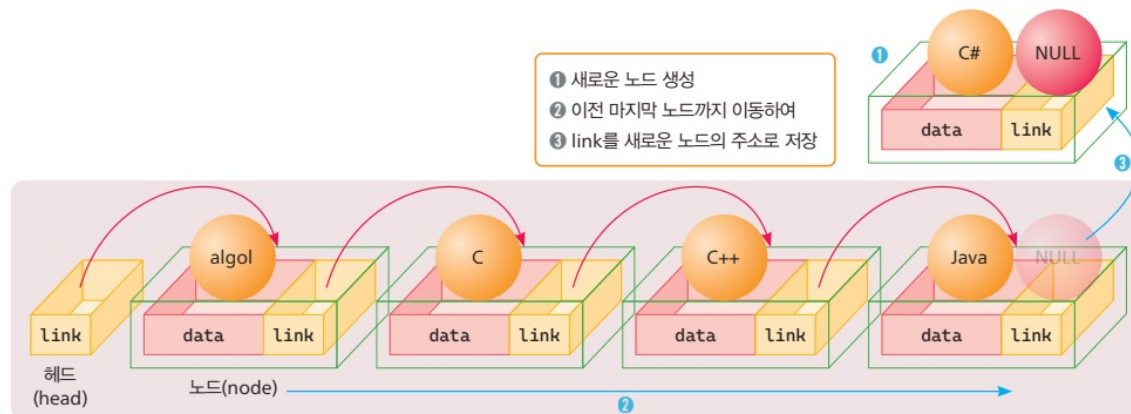 ❶
C#
NULL
data
link
❶ 새로운 노드 생성
❷ 이전 마지막 노드까지 이동하여
❸ link를 새로운 노드의 주소로 저장
❸
algol
C
C++
Java
NULL
link
data
link
data
link
data
link
data
link
헤드
(head)
노드(node)
❷